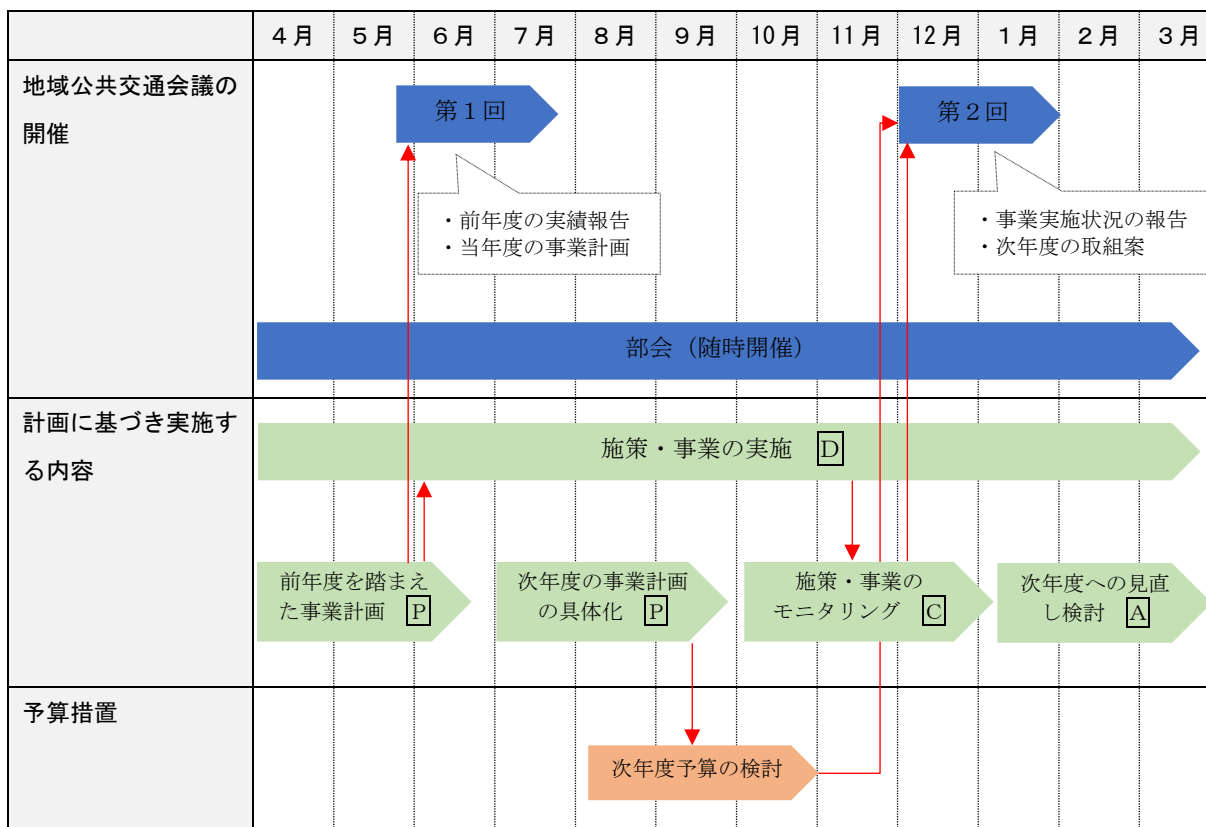 ４月 ５月 ６月 ７月 ８月 ９月 10月 11月 12月 １月 ２月 ３月
地域公共交通会議の
開催
第１回
第２回
・前年度の実績報告
・当年度の事業計画
・事業実施状況の報告
・次年度の取組案
部会（随時開催）
計画に基づき実施す
る内容
施策・事業の実施 D
前年度を踏まえ
た事業計画 P
次年度の事業計画
の具体化 P
施策・事業の
モニタリング C
次年度への見直
し検討 A
予算措置
次年度予算の検討